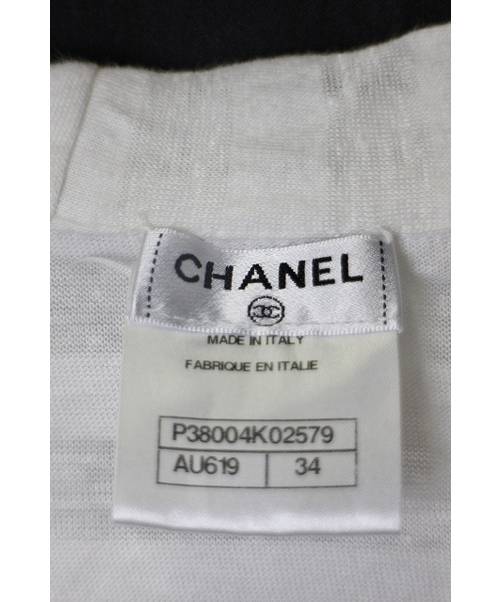 CHANEL
MADE IN ITALY
FABRIQUE EN ITALIE
P38004K02579
AU619 34